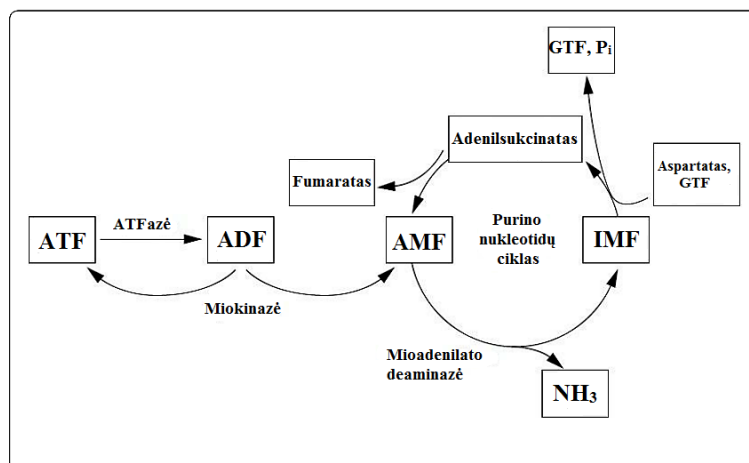 GTF, Pi
Adenilsukcinatas
Aspartatas,
GTF
Fumaratas
ATFazė
Purino
nukleotidų
ciklas
ATF
ADF
AMF
IMF
Miokinazė
Mioadenilato
deaminazė
NH₃